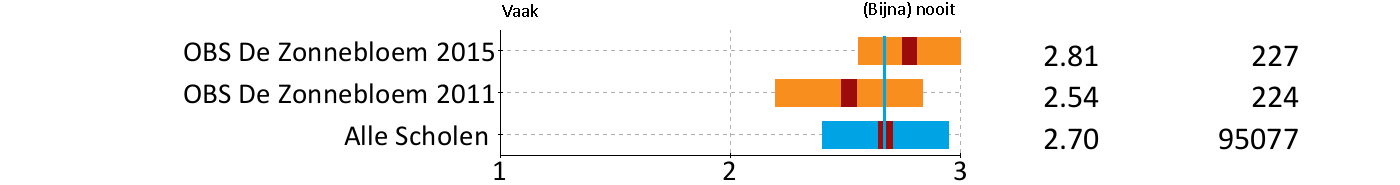 Vaak (Bijna) nooit
OBS De Zonnebloem 2015 2.81 227
OBS De Zonnebloem 2011 2.54 224
Alle Scholen 2.70 95077
1 2 3